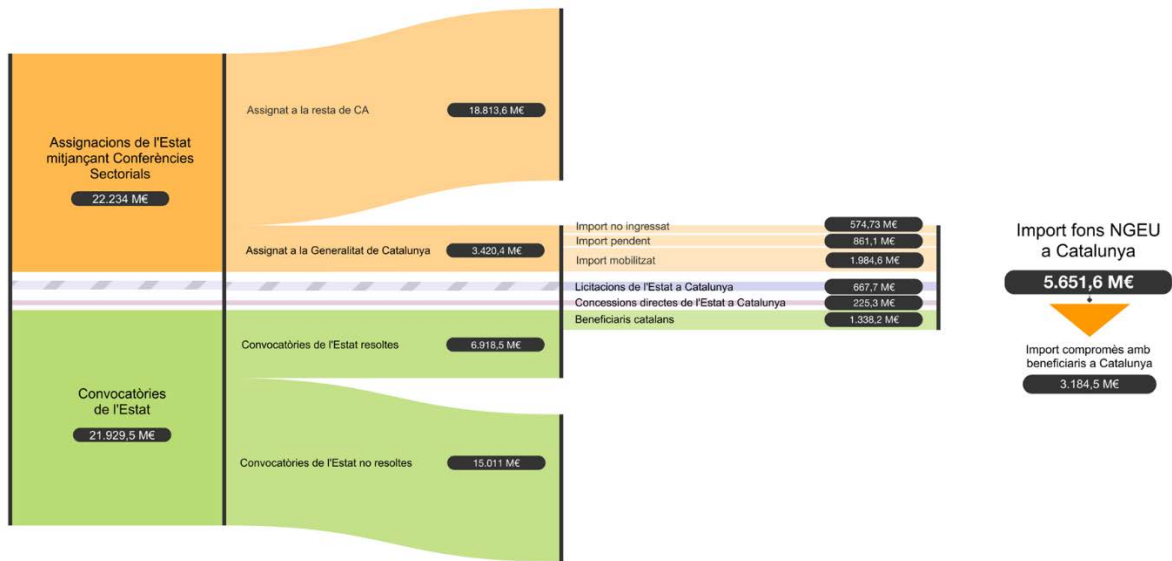 Assignacions de l'Estat
mitjançant Conferències
Sectorials
22.234 M€
Assignat a la resta de CA
18.813,6 M€
Assignat a la Generalitat de Catalunya
3.420,4 M€
Import no ingressat
574,73 M€
Import pendent
861,1 M€
Import mobilitzat
1.984,6 M€
Licitacions de l'Estat a Catalunya
667,7 M€
Concessions directes de l'Estat a Catalunya
225,3 M€
Beneficiaris catalans
1.338,2 M€
Convocatòries
de l'Estat
21.929,5 M€
Convocatòries de l'Estat resoltes
6.918,5 M€
Convocatòries de l'Estat no resoltes
15.011 M€
Import fons NGEU
a Catalunya
5.651,6 M€
Import compromès amb
beneficiaris a Catalunya
3.184,5 M€